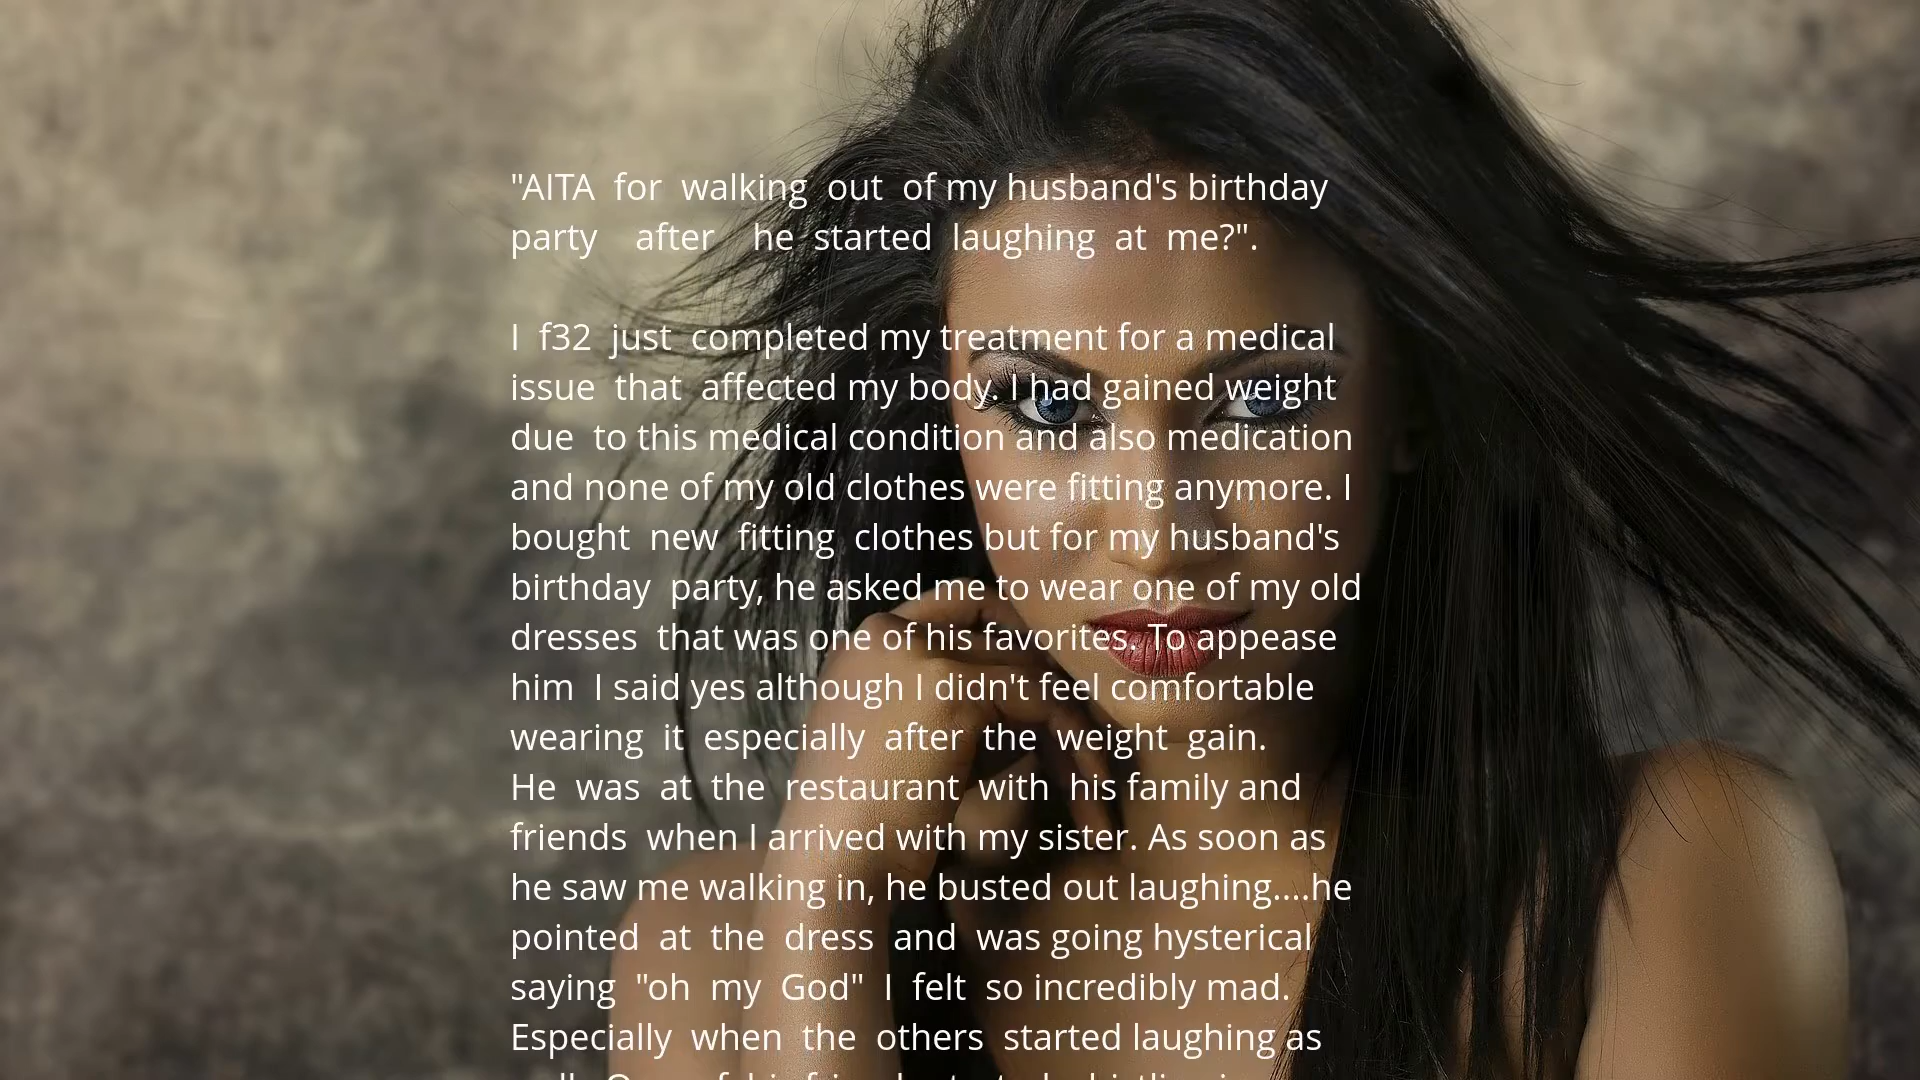 "AITA for walking out of my husband's birthday
party after he started laughing at me?".
I f32 just completed my treatment for a medical
issue that affected my body. I had gained weight
due to this medical condition and also medication
and none of my old clothes were fitting anymore. I
bought new fitting clothes but for my husband's
birthday party, he asked me to wear one of my old
dresses that was one of his favorites. To appease
him I said yes although I didn't feel comfortable
wearing it especially after the weight gain.
He was at the restaurant with his family and
friends when I arrived with my sister. As soon as
he saw me walking in, he busted out laughing....he
pointed at the dress and was going hysterical
saying "oh my God" I felt so incredibly mad.
Especially when the others started laughing as